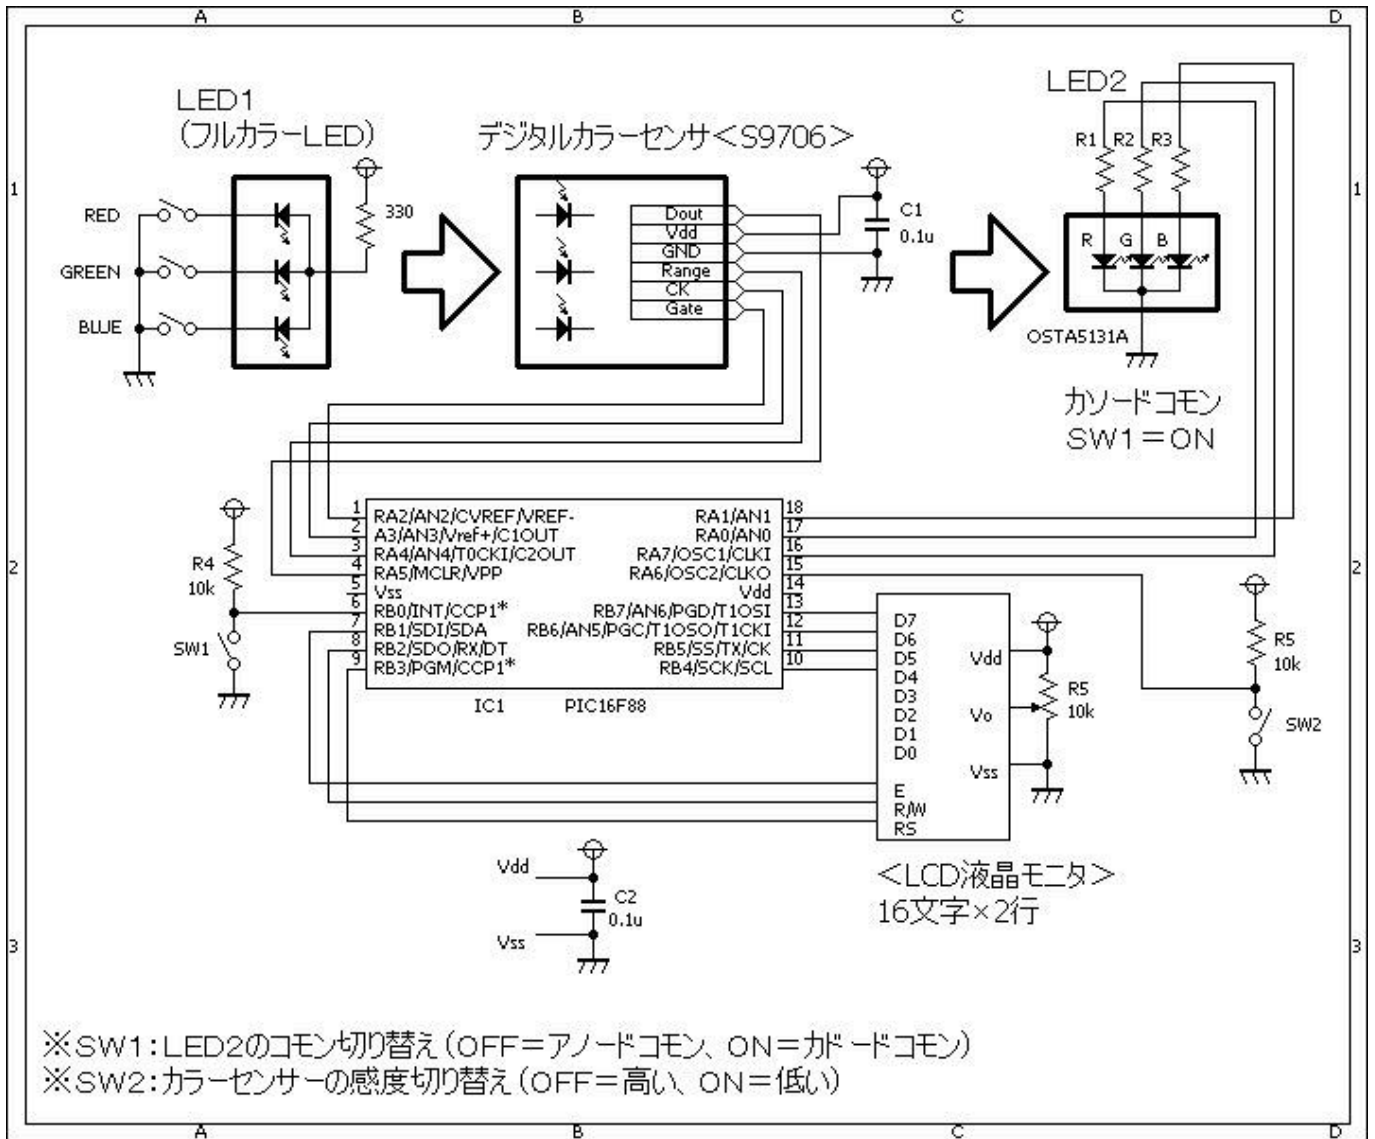 A B C D
LED1
(フルカラーLED)
デジタルカラーセンサ<S9706>
LED2
R1 R2 R3
1 1
330
RED
GREEN
BLUE
Dout
Vdd
GND
Range
CK
Gate
C1
0.1u
R G B
OSTA5131A
カソードコモン
SW1=ON
2 2
R4
10k
SW1
1 RA2/AN2/CVREF/VREF- RA1/AN1 18
2 A3/AN3/Vref+/C1OUT RA0/AN0 17
3 RA4/AN4/T0CKI/C2OUT RA7/OSC1/CLKI 16
4 RA5/MCLR/VPP RA6/OSC2/CLKO 15
5 Vss Vdd 14
6 RB0/INT/CCP1* RB7/AN6/PGD/T1OSI 13
7 RB1/SDI/SDA RB6/AN5/PGC/T1OSO/T1CKI 12
8 RB2/SDO/RX/DT RB5/SS/TX/CK 11
9 RB3/PGM/CCP1* RB4/SCK/SCL 10
IC1 PIC16F88
D7
D6
D5
D4
D3
D2
D1
D0
E
R/W
RS
Vdd
Vo
Vss
R5
10k
R5
10k
SW2
<LCD液晶モニタ>
16文字×2行
Vdd
C2
0.1u
Vss
3 3
※SW1:LED2のコモン切り替え(OFF=アノードコモン、ON=カドードコモン)
※SW2:カラーセンサーの感度切り替え(OFF=高い、ON=低い)
A B C D